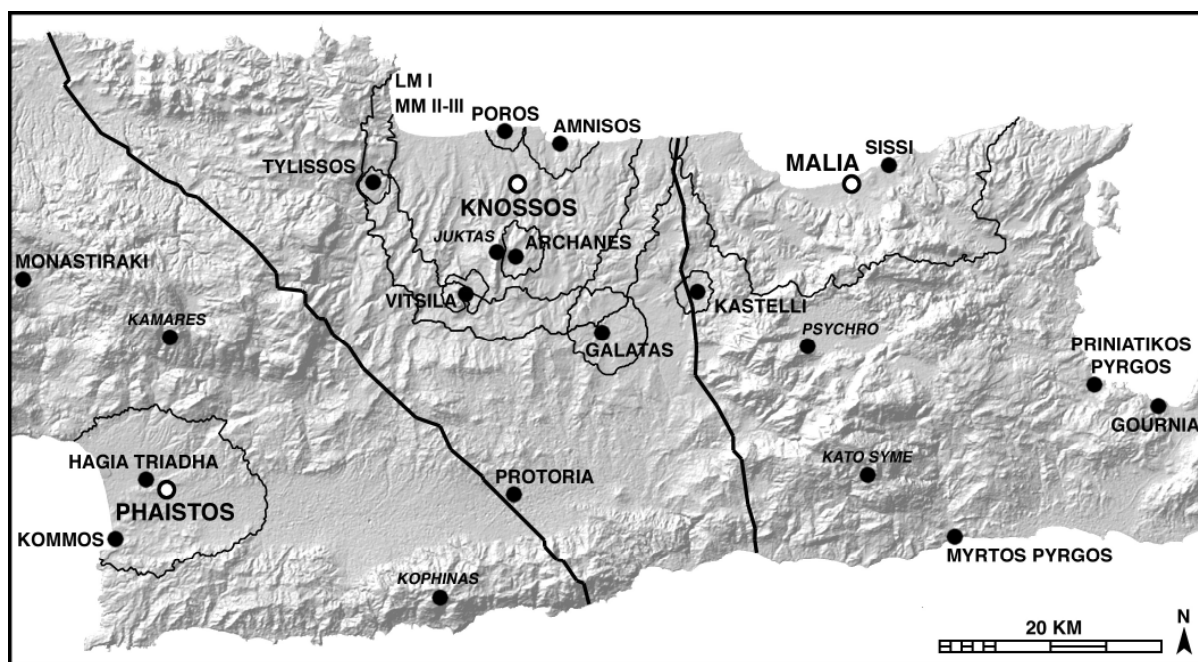 LM I
MM II-III
POROS
AMNISOS
TYLISSOS
MALIA
SISSI
KNOSSOS
JUKTAS
ARCHANES
MONASTIRAKI
VITSILA
KASTELLI
KAMARES
GALATAS
PSYCHRO
PRINIATIKOS
PYRGOS
GOURNIA
HAGIA TRIADHA
KATO SYME
PROTORIA
PHAISTOS
KOMMOS
MYRTOS PYRGOS
KOPHINAS
20 KM
N